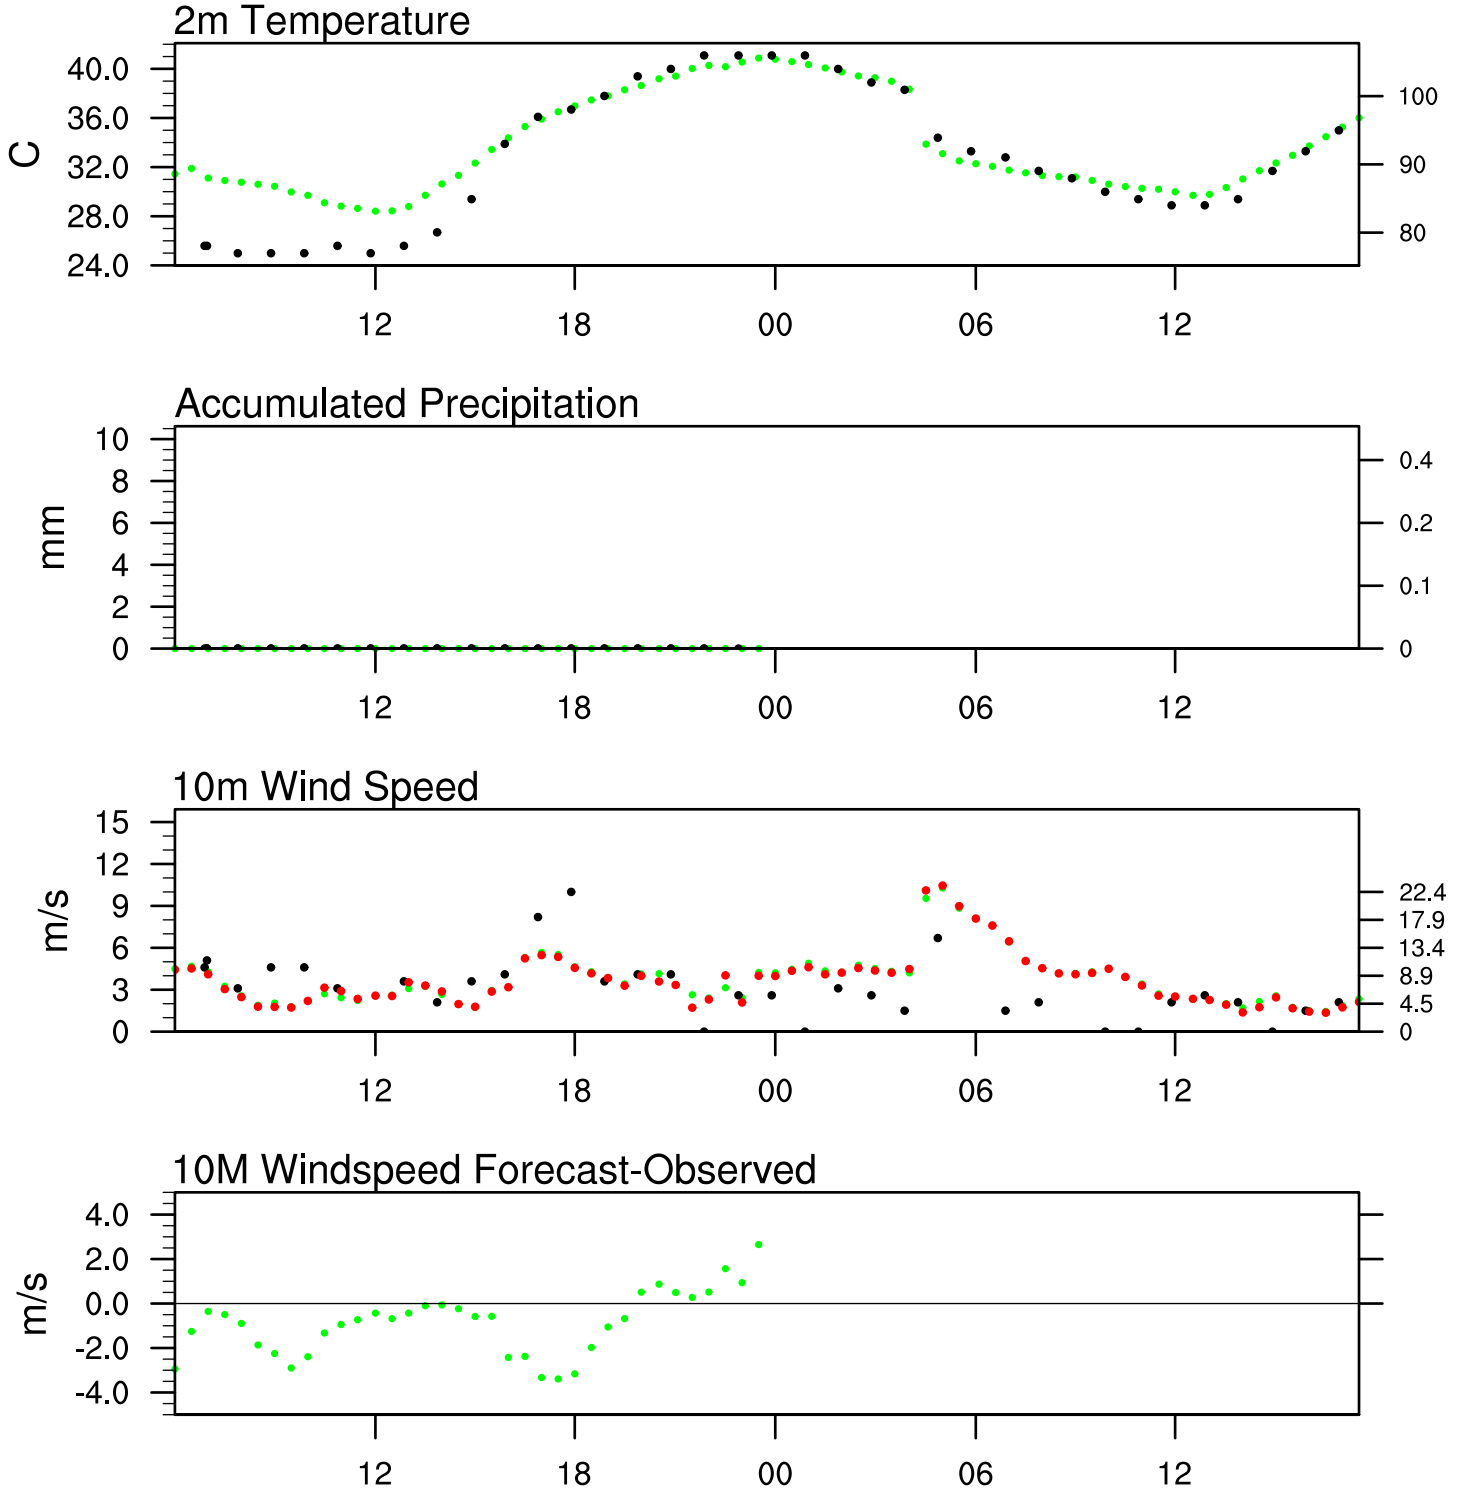 2m Temperature
40.0
36.0
32.0
28.0
24.0
C
100
90
80
12 18 00 06 12
Accumulated Precipitation
10
8
6
4
2
0
mm
0.4
0.2
0.1
0
12 18 00 06 12
10m Wind Speed
15
12
9
6
3
0
m/s
22.4
17.9
13.4
8.9
4.5
0
12 18 00 06 12
10M Windspeed Forecast-Observed
4.0
2.0
0.0
-2.0
-4.0
m/s
12 18 00 06 12